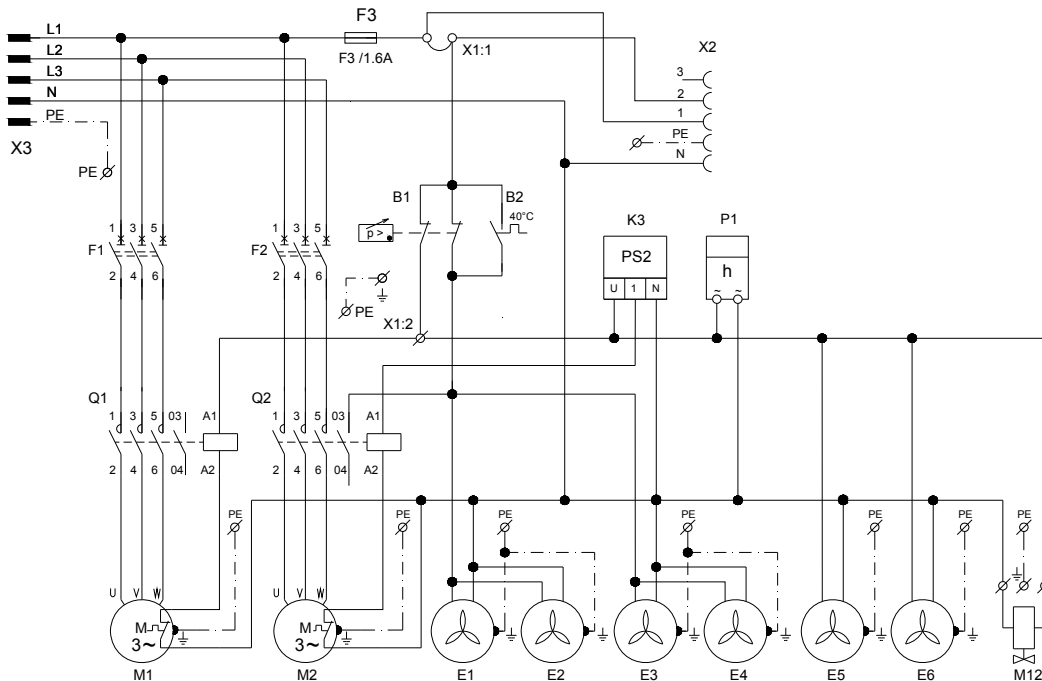 F3
L1
X2
L2
F3 /1.6A
X1:1
L3
3
N
2
PE
1
X3
PE
PE
N
B1
B2
40°C
K3
P1
1 3 5
1 3 5
p >
F1
F2
PS2
h
2 4 6
2 4 6
U 1 N
~ ~
PE
X1:2
Q1
1 3 5 03 A1
Q2
1 3 5 03 A1
2 4 6 04 A2
2 4 6 04 A2
PE
PE
PE
PE
PE
PE
PE
U V W
U V W
M
3~
M
3~
M1
M2
E1
E2
E3
E4
E5
E6
M12